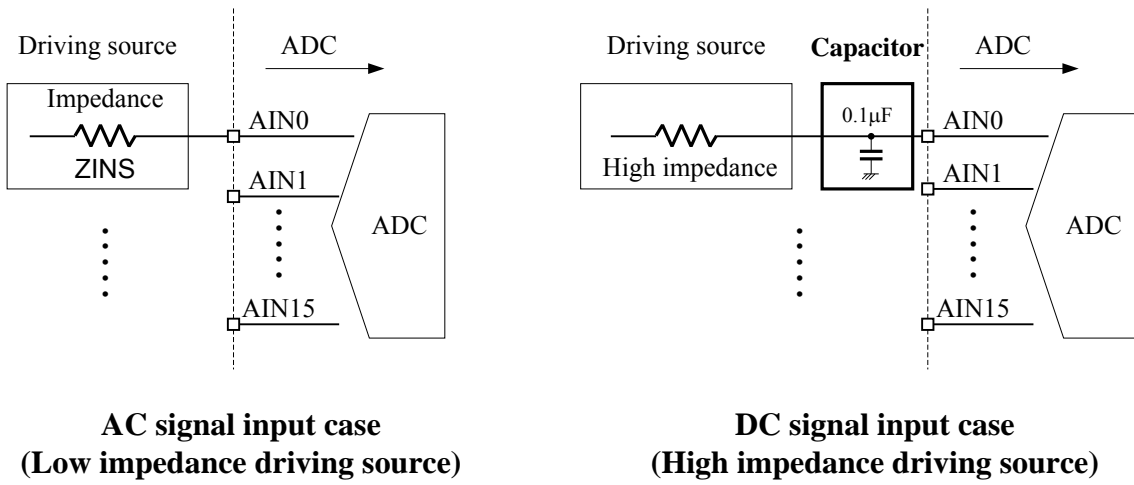 Driving source
ADC
Impedance
ZINS
AIN0
AIN1
ADC
AIN15
AC signal input case
(Low impedance driving source)
Driving source
Capacitor
ADC
0.1μF
High impedance
AIN0
AIN1
ADC
AIN15
DC signal input case
(High impedance driving source)